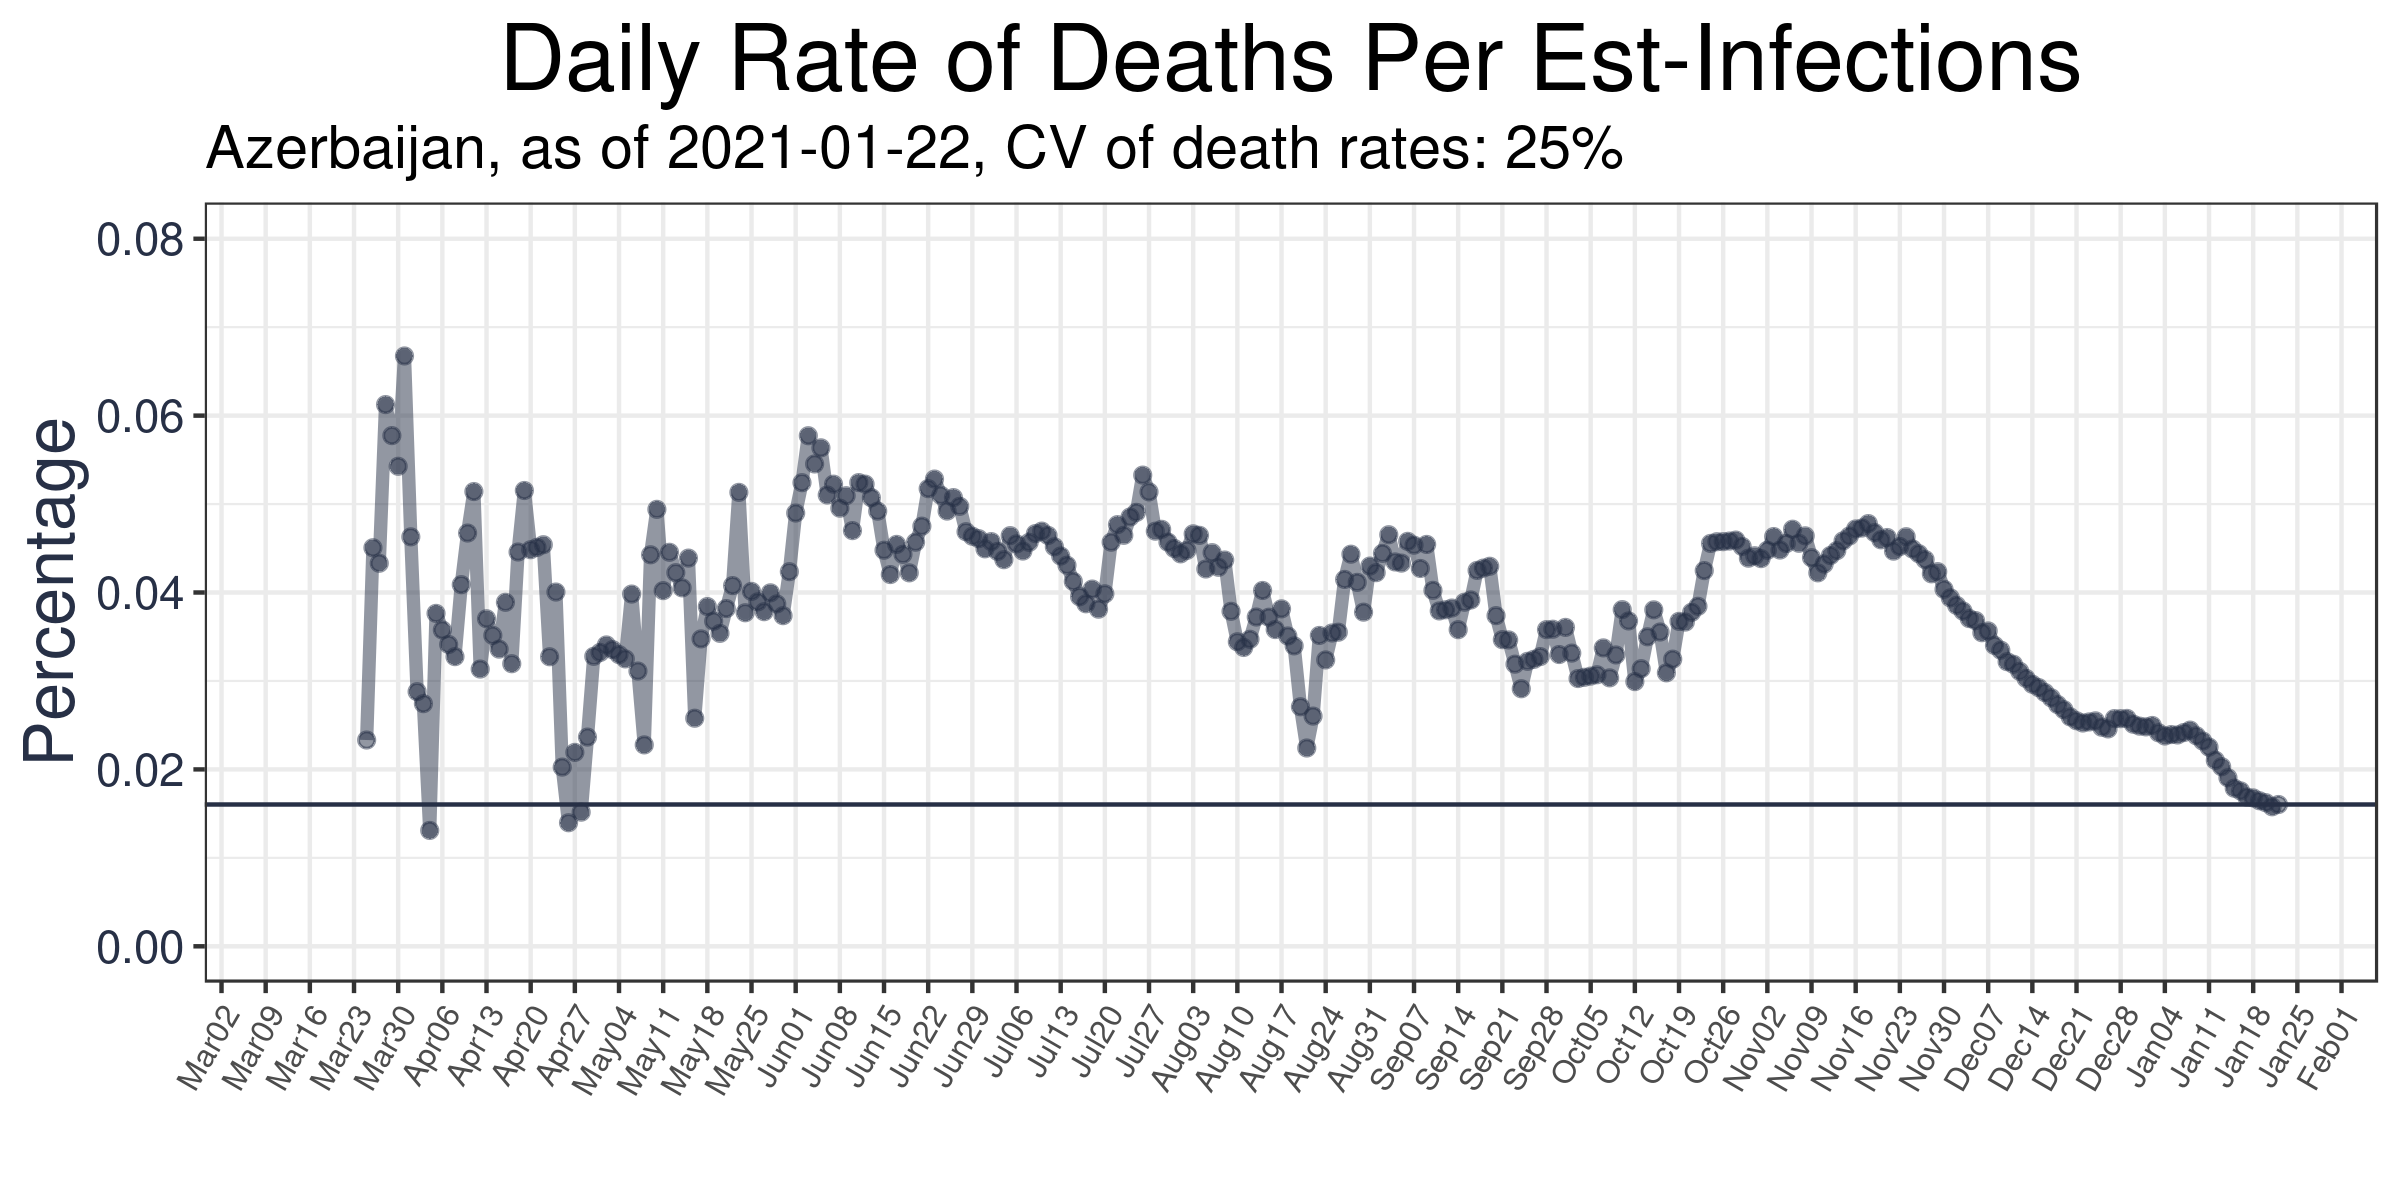 Daily Rate of Deaths Per Est-Infections
Azerbaijan, as of 2021-01-22, CV of death rates: 25%
Percentage
0.08
0.06
0.04
0.02
0.00
Mar02
Mar09
Mar16
Mar23
Mar30
Apr06
Apr13
Apr20
Apr27
May04
May11
May18
May25
Jun01
Jun08
Jun15
Jun22
Jun29
Jul06
Jul13
Jul20
Jul27
Aug03
Aug10
Aug17
Aug24
Aug31
Sep07
Sep14
Sep21
Sep28
Oct05
Oct12
Oct19
Oct26
Nov02
Nov09
Nov16
Nov23
Nov30
Dec07
Dec14
Dec21
Dec28
Jan04
Jan11
Jan18
Jan25
Feb01